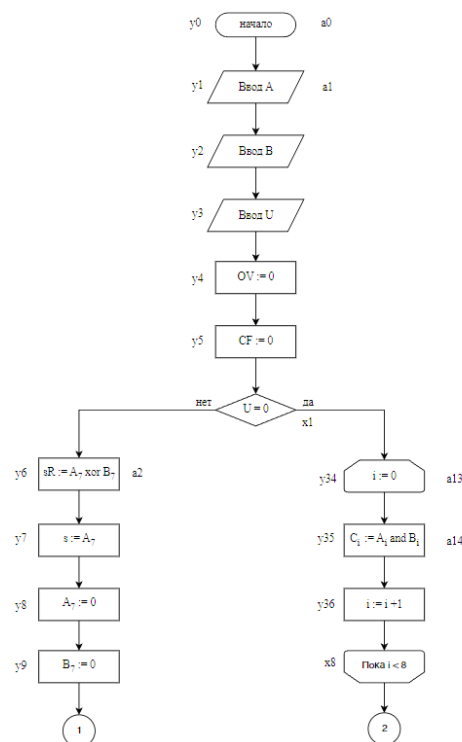 y0 начало a0
y1 Ввод A a1
y2 Ввод B
y3 Ввод U
y4 OV := 0
y5 CF := 0
нет U = 0 да
x1
y6 sR := A₇ xor B₇ a2
y34 i := 0 a13
y7 s := A₇
y35 Cᵢ := Aᵢ and Bᵢ a14
y8 A₇ := 0
y36 i := i +1
y9 B₇ := 0
x8 Пока i < 8
1
2